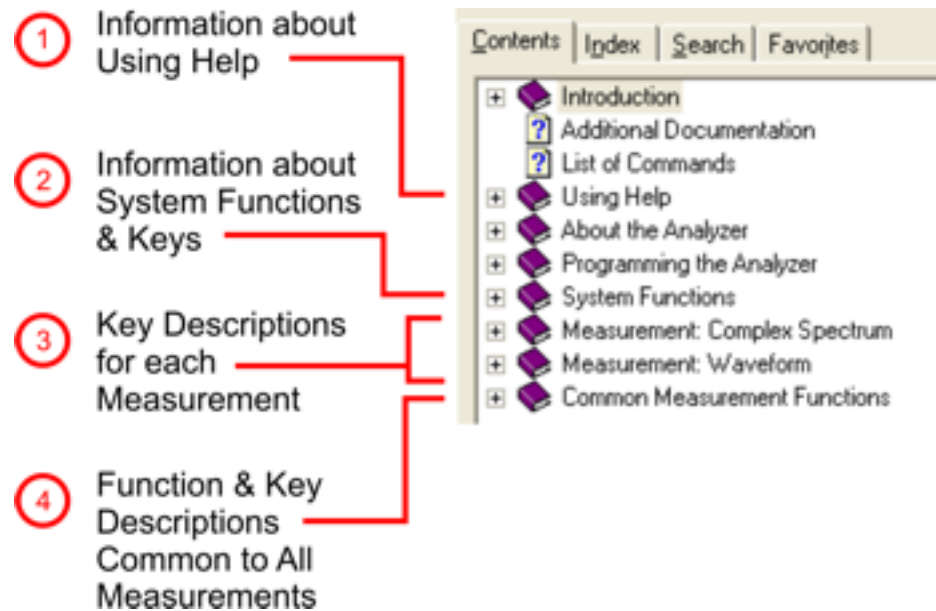 1 Information about
Using Help
2 Information about
System Functions
& Keys
3 Key Descriptions
for each
Measurement
4 Function & Key
Descriptions
Common to All
Measurements
Contents Index Search Favorites
Introduction
Additional Documentation
List of Commands
Using Help
About the Analyzer
Programming the Analyzer
System Functions
Measurement: Complex Spectrum
Measurement: Waveform
Common Measurement Functions